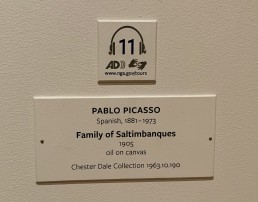 11
AD))
www.nga.gov/tours
PABLO PICASSO
Spanish, 1881–1973
Family of Saltimbanques
1905
oil on canvas
Chester Dale Collection 1963.10.190